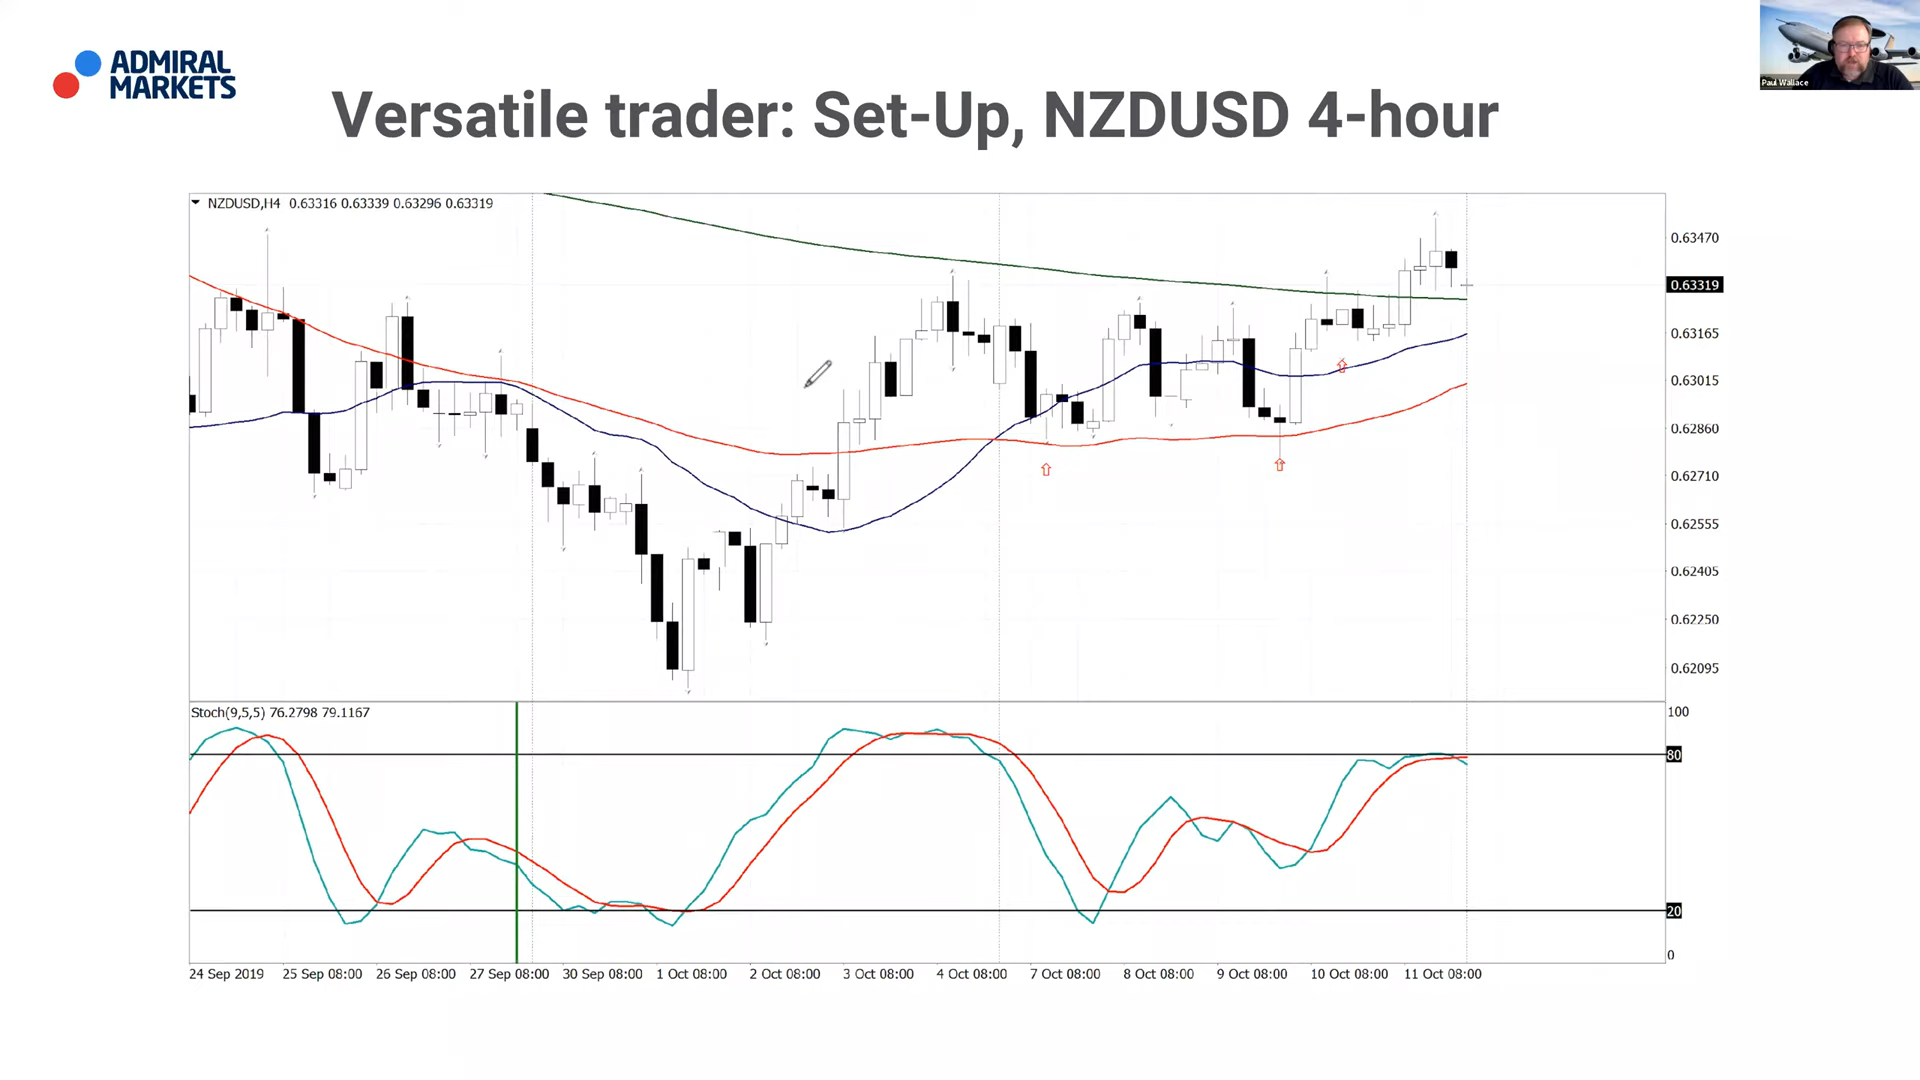 ADMIRAL
MARKETS
Versatile trader: Set-Up, NZDUSD 4-hour
Paul Wallace
NZDUSD,H4 0.63316 0.63339 0.63296 0.63319
0.63470
0.63319
0.63165
0.63015
0.62860
0.62710
0.62555
0.62405
0.62250
0.62095
Stoch(9,5,5) 76.2798 79.1167
100
80
20
0
24 Sep 2019 25 Sep 08:00 26 Sep 08:00 27 Sep 08:00 30 Sep 08:00 1 Oct 08:00 2 Oct 08:00 3 Oct 08:00 4 Oct 08:00 7 Oct 08:00 8 Oct 08:00 9 Oct 08:00 10 Oct 08:00 11 Oct 08:00